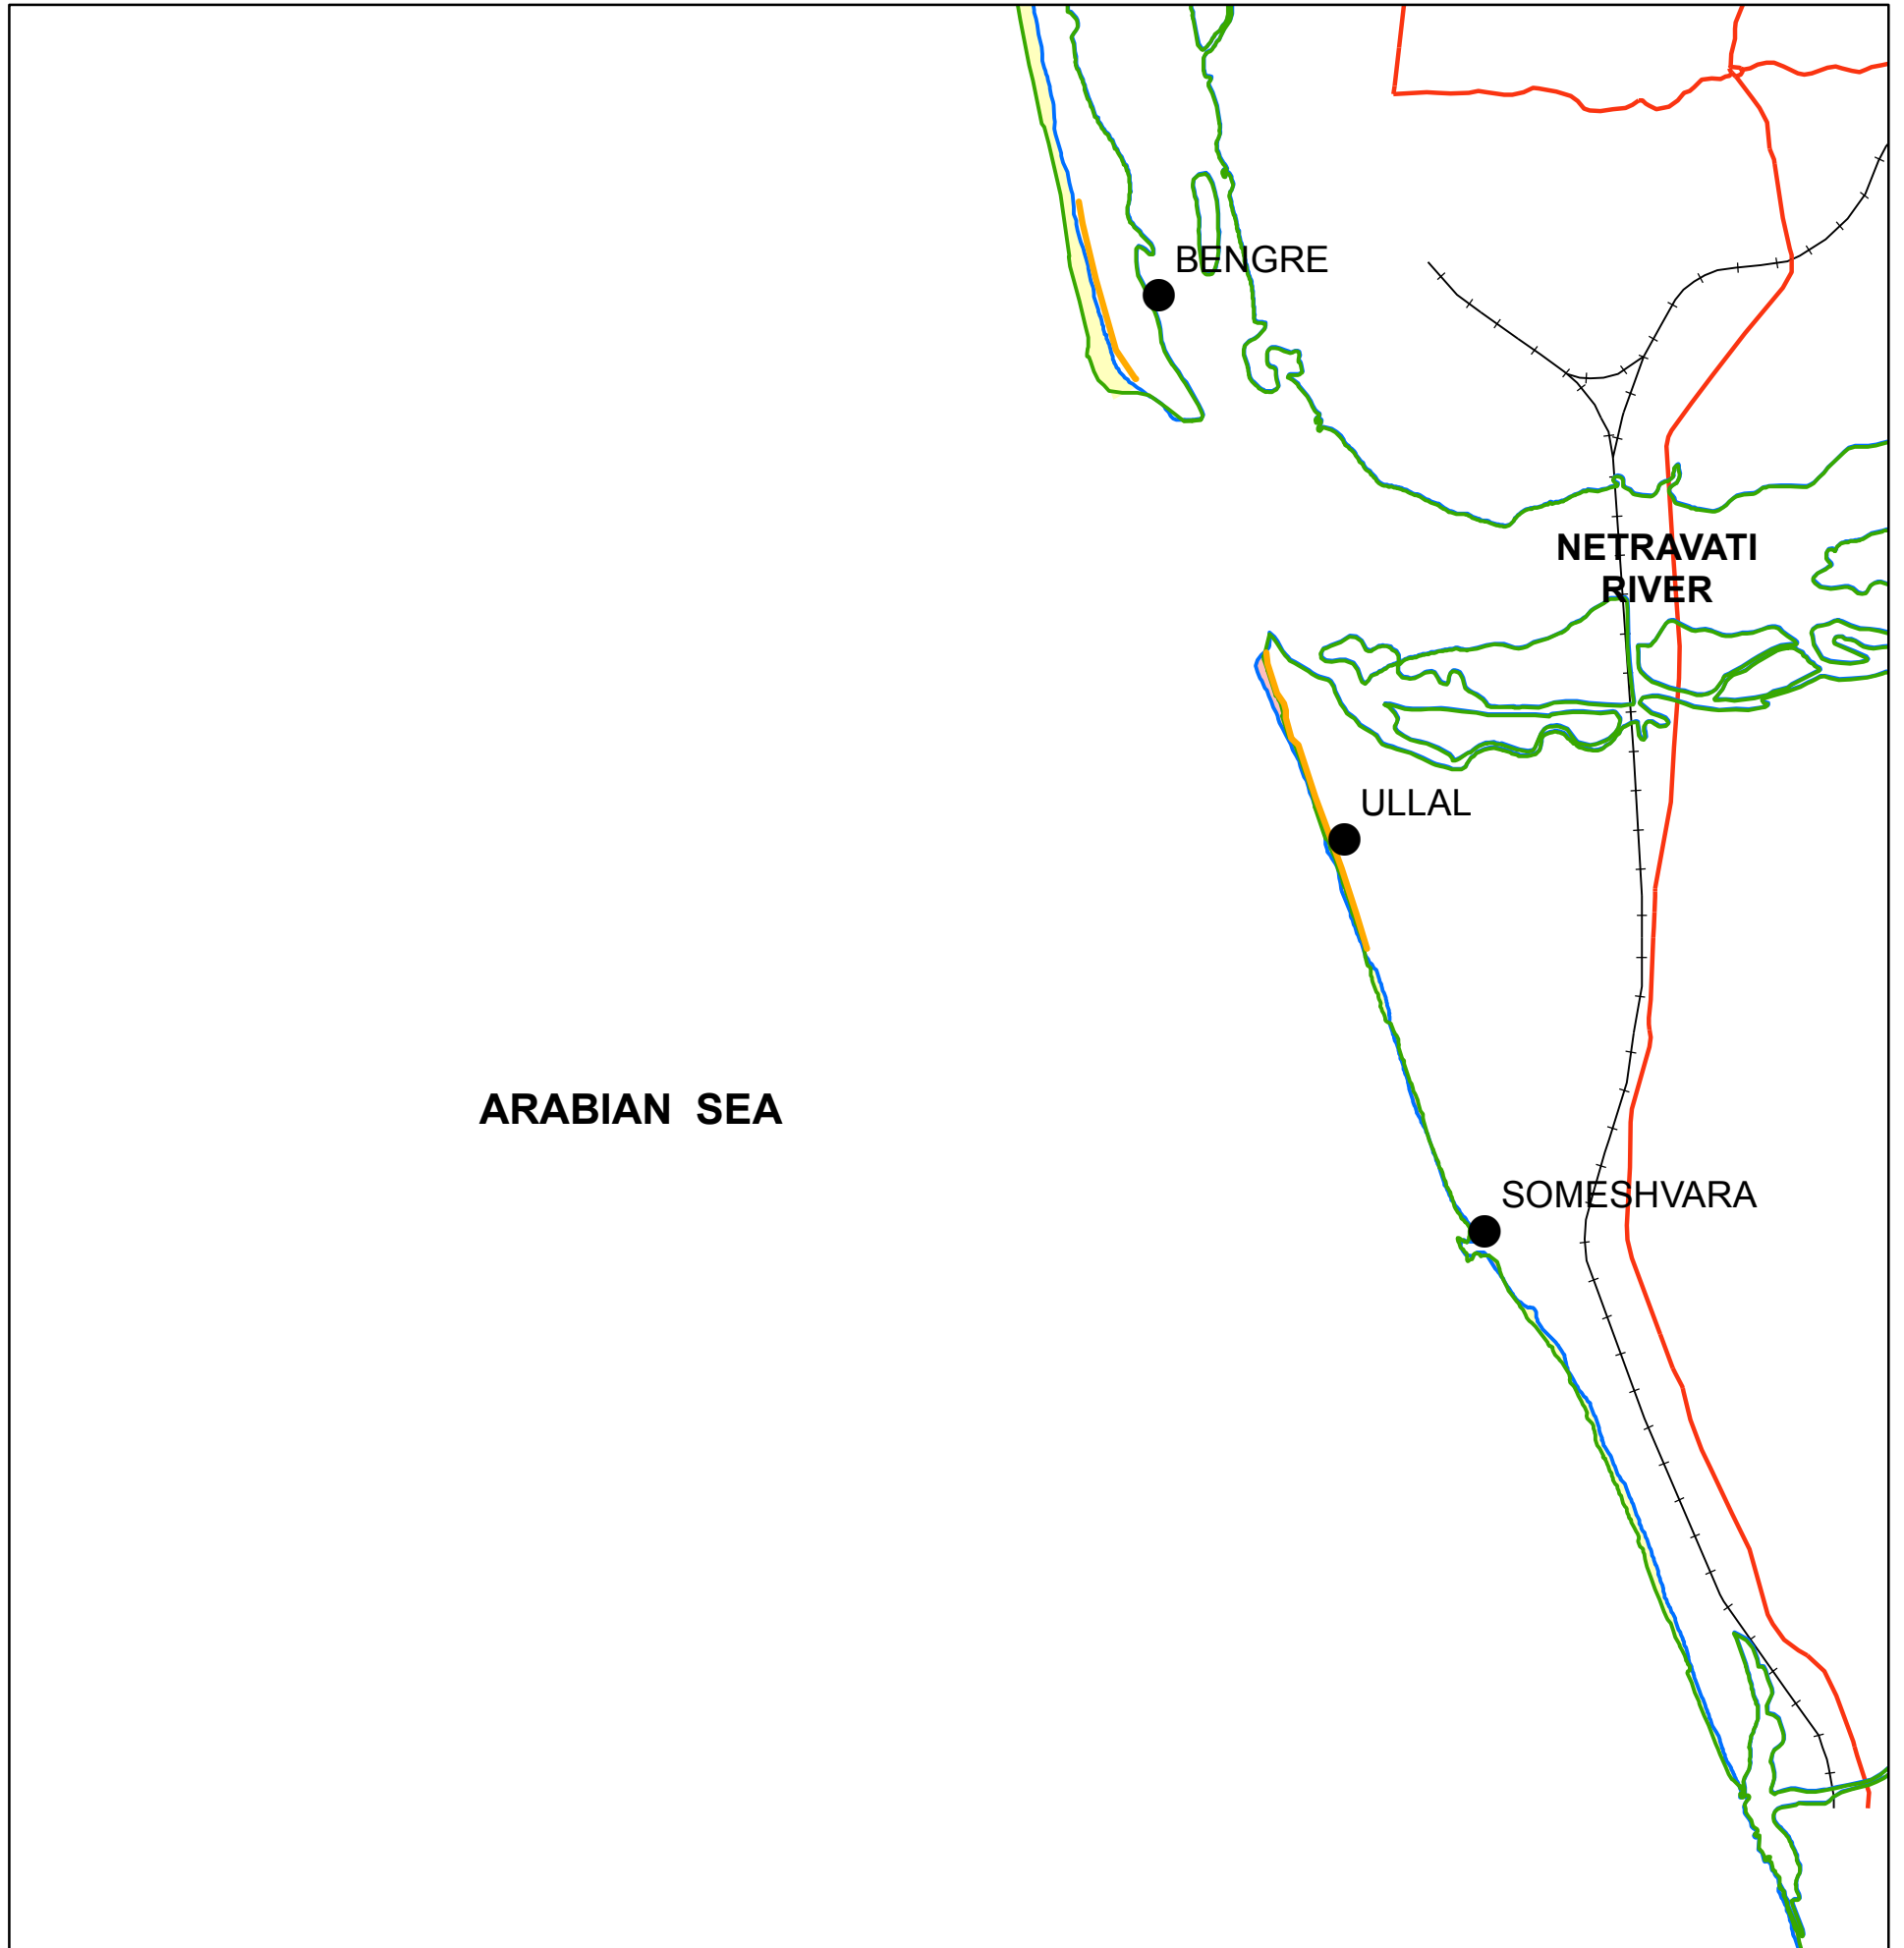 BENGRE
NETRAVATI
RIVER
ULLAL
ARABIAN SEA
SOMESHVARA